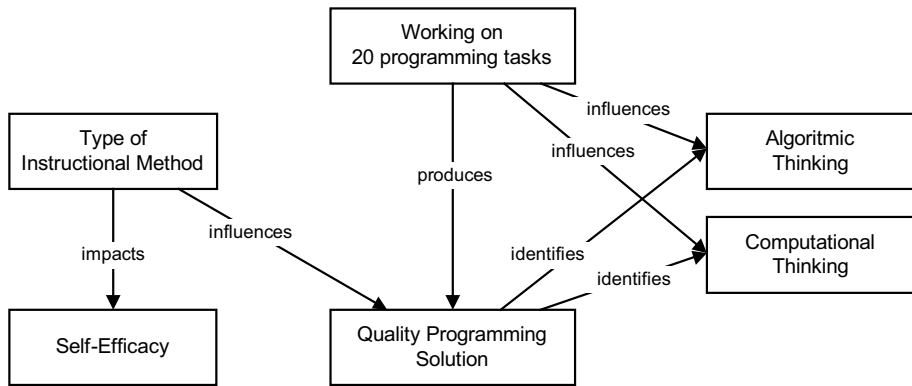 Working on
20 programming tasks
influences
Type of
Instructional Method
Algoritmic
Thinking
influences
produces
influences
Computational
Thinking
impacts
identifies
identifies
Self-Efficacy
Quality Programming
Solution